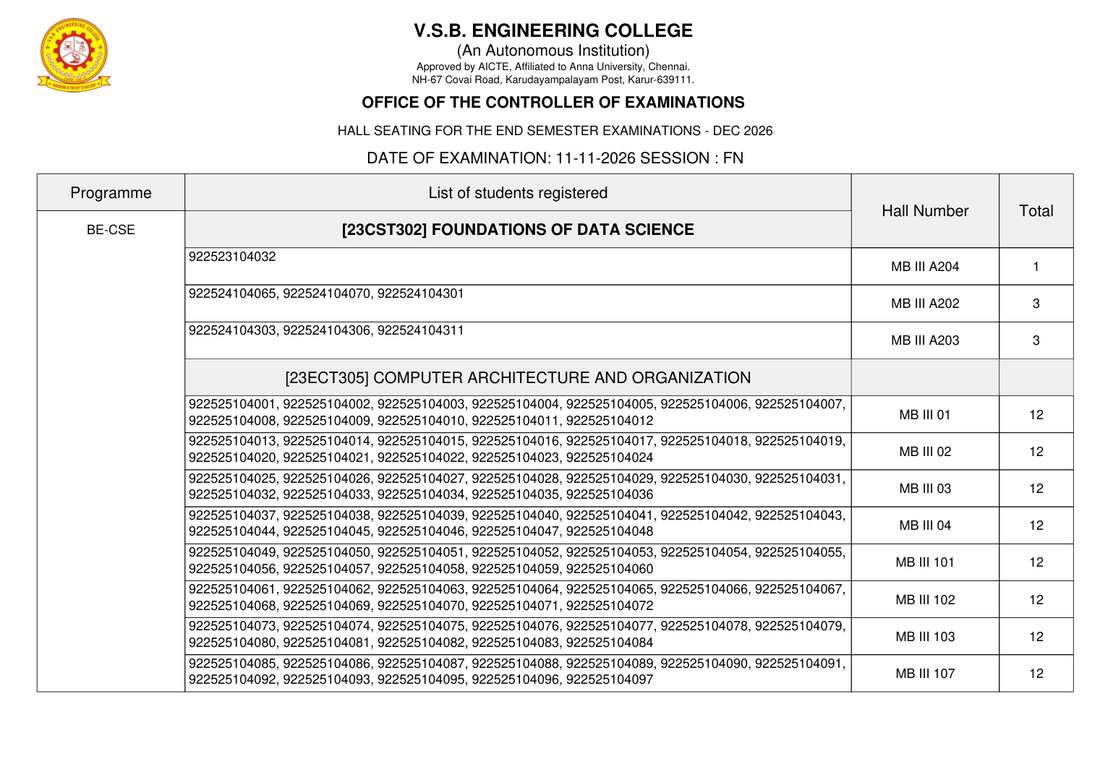 V.S.B. ENGINEERING COLLEGE
(An Autonomous Institution)
Approved by AICTE, Affiliated to Anna University, Chennai.
NH-67 Covai Road, Karudayampalayam Post, Karur-639111.
OFFICE OF THE CONTROLLER OF EXAMINATIONS
HALL SEATING FOR THE END SEMESTER EXAMINATIONS - DEC 2026
DATE OF EXAMINATION: 11-11-2026 SESSION : FN
Programme
List of students registered
Hall Number
Total
BE-CSE
[23CST302] FOUNDATIONS OF DATA SCIENCE
922523104032
MB III A204
1
922524104065, 922524104070, 922524104301
MB III A202
3
922524104303, 922524104306, 922524104311
MB III A203
3
[23ECT305] COMPUTER ARCHITECTURE AND ORGANIZATION
922525104001, 922525104002, 922525104003, 922525104004, 922525104005, 922525104006, 922525104007,
922525104008, 922525104009, 922525104010, 922525104011, 922525104012
MB III 01
12
922525104013, 922525104014, 922525104015, 922525104016, 922525104017, 922525104018, 922525104019,
922525104020, 922525104021, 922525104022, 922525104023, 922525104024
MB III 02
12
922525104025, 922525104026, 922525104027, 922525104028, 922525104029, 922525104030, 922525104031,
922525104032, 922525104033, 922525104034, 922525104035, 922525104036
MB III 03
12
922525104037, 922525104038, 922525104039, 922525104040, 922525104041, 922525104042, 922525104043,
922525104044, 922525104045, 922525104046, 922525104047, 922525104048
MB III 04
12
922525104049, 922525104050, 922525104051, 922525104052, 922525104053, 922525104054, 922525104055,
922525104056, 922525104057, 922525104058, 922525104059, 922525104060
MB III 101
12
922525104061, 922525104062, 922525104063, 922525104064, 922525104065, 922525104066, 922525104067,
922525104068, 922525104069, 922525104070, 922525104071, 922525104072
MB III 102
12
922525104073, 922525104074, 922525104075, 922525104076, 922525104077, 922525104078, 922525104079,
922525104080, 922525104081, 922525104082, 922525104083, 922525104084
MB III 103
12
922525104085, 922525104086, 922525104087, 922525104088, 922525104089, 922525104090, 922525104091,
922525104092, 922525104093, 922525104095, 922525104096, 922525104097
MB III 107
12